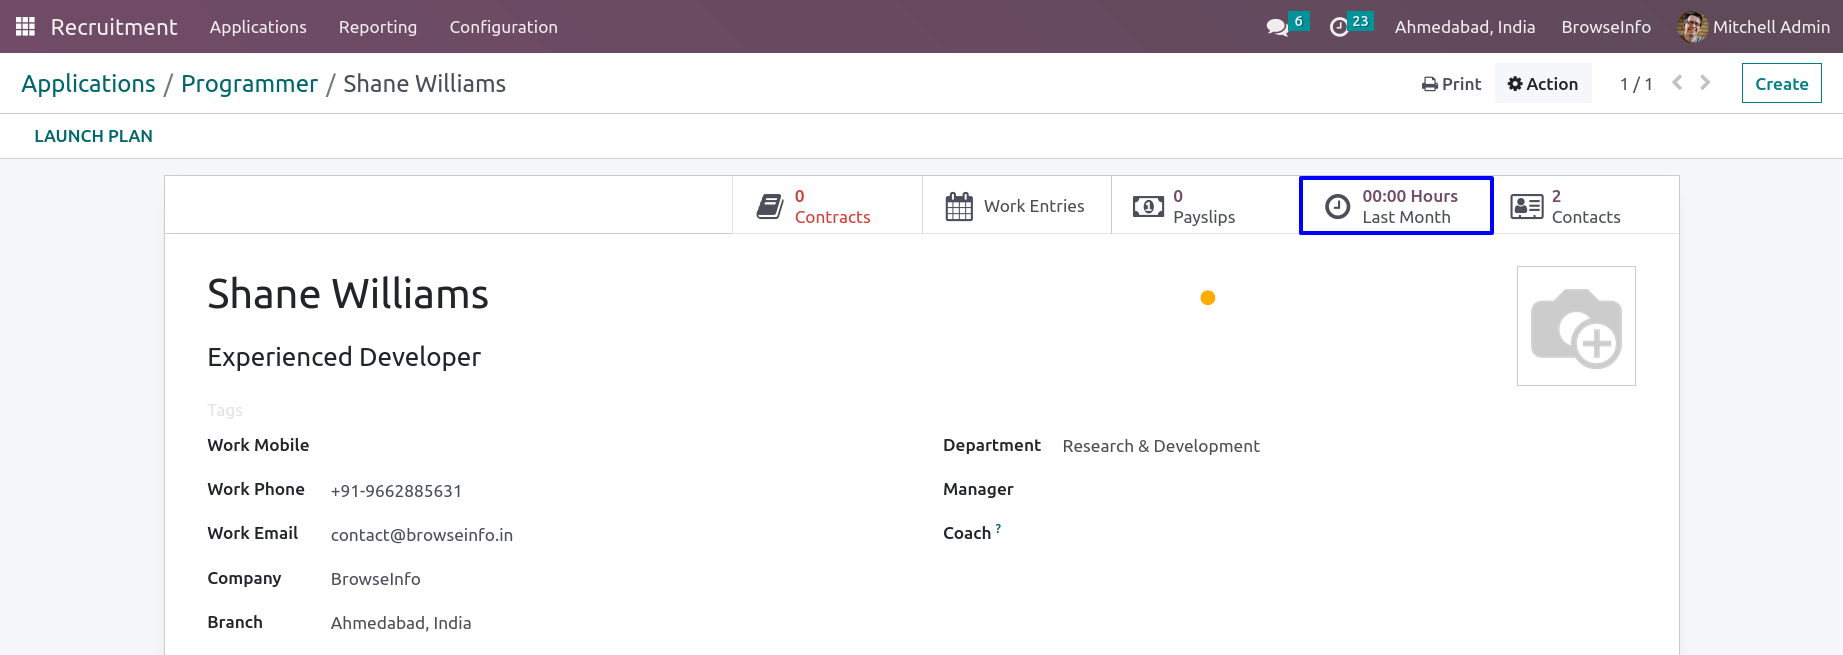 Recruitment Applications Reporting Configuration 6 23 Ahmedabad, India BrowseInfo Mitchell Admin
Applications / Programmer / Shane Williams Print Action 1 / 1 Create
LAUNCH PLAN
0 Contracts
Work Entries
0 Payslips
00:00 Hours Last Month
2 Contacts
Shane Williams
Experienced Developer
Tags
Work Mobile
Work Phone +91-9662885631
Work Email contact@browseinfo.in
Company BrowseInfo
Branch Ahmedabad, India
Department Research & Development
Manager
Coach ?